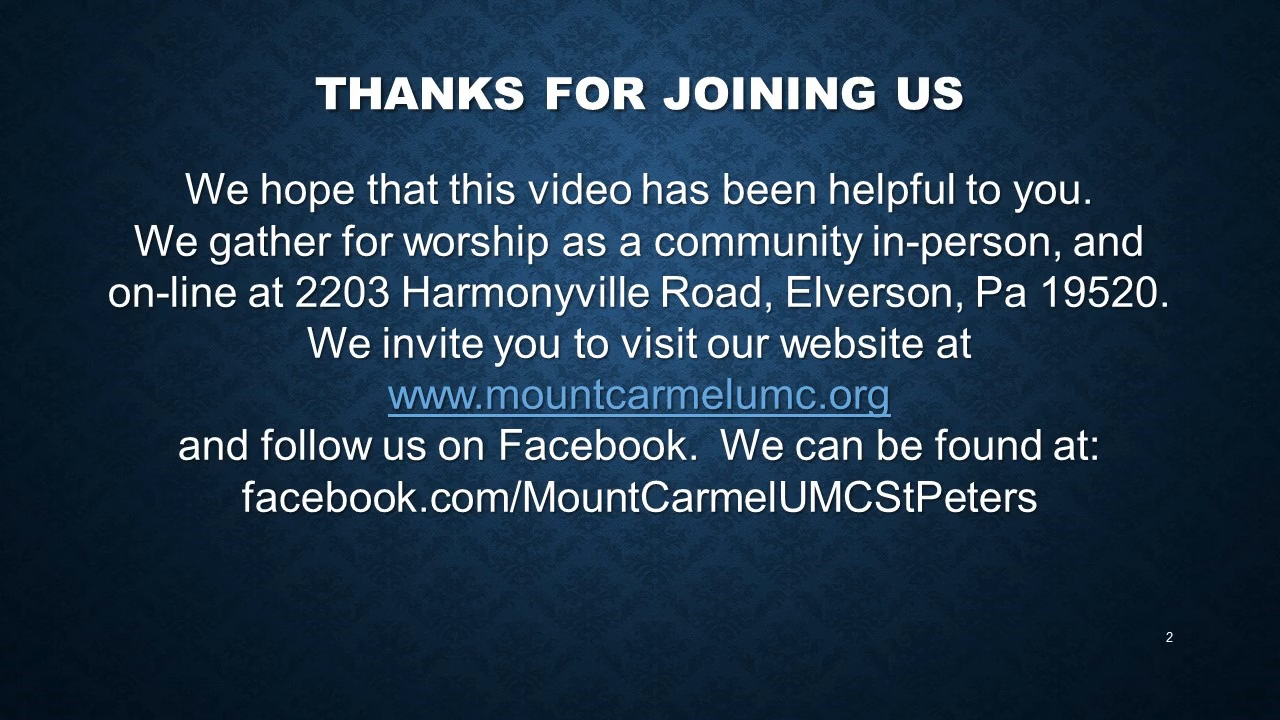 THANKS FOR JOINING US
We hope that this video has been helpful to you.
We gather for worship as a community in-person, and
on-line at 2203 Harmonyville Road, Elverson, Pa 19520.
We invite you to visit our website at
www.mountcarmelumc.org
and follow us on Facebook.  We can be found at:
facebook.com/MountCarmelUMCStPeters
2